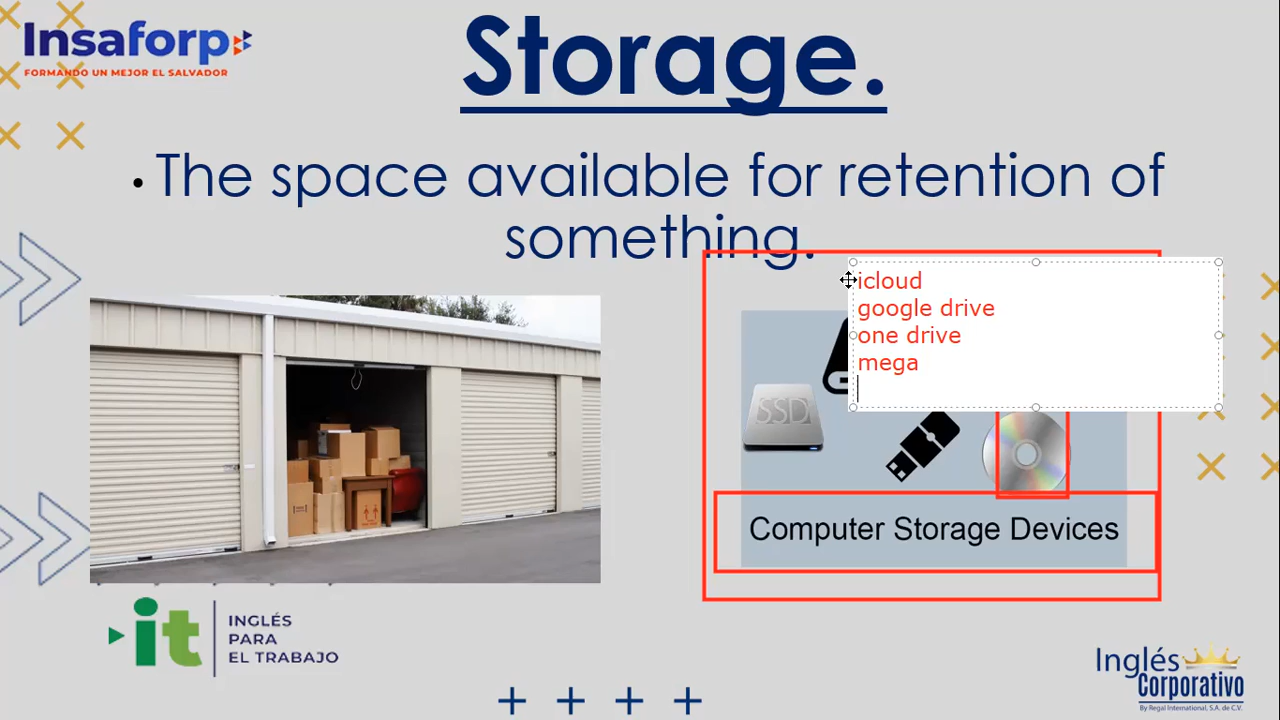 Insaforp
FORMANDO UN MEJOR EL SALVADOR
Storage.
• The space available for retention of
something.
icloud
google drive
one drive
mega
SSD
Computer Storage Devices
it
INGLÉS
PARA
EL TRABAJO
Inglés
Corporativo
By Regal International, S.A. de C.V.